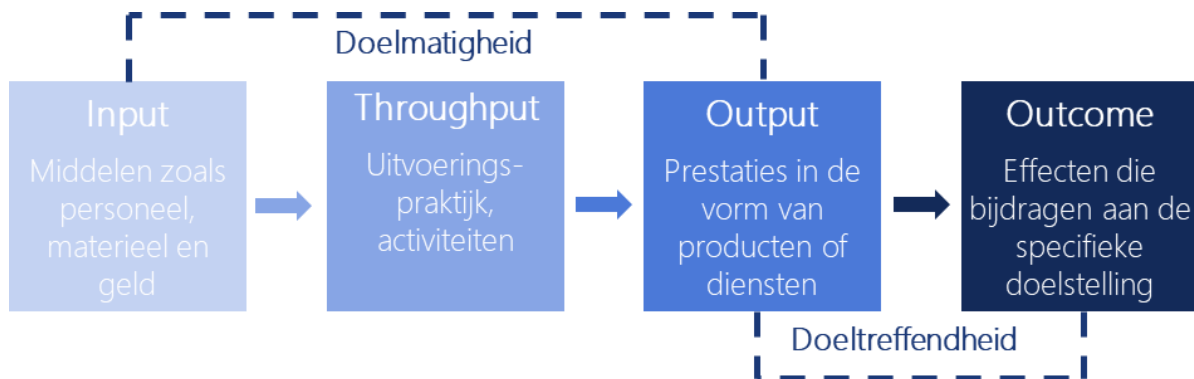 Doelmatigheid
Input
Middelen zoals
personeel,
materieel en
geld
Throughput
Uitvoerings-
praktijk,
activiteiten
Output
Prestaties in de
vorm van
producten of
diensten
Outcome
Effecten die
bijdragen aan de
specifieke
doelstelling
Doeltreffendheid